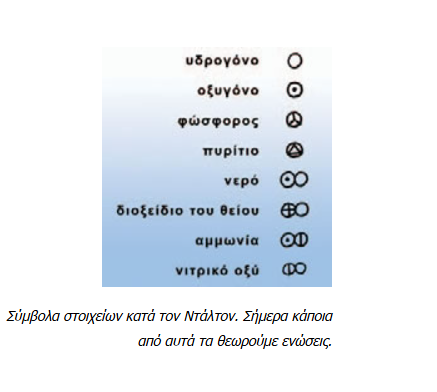 υδρογόνο
οξυγόνο
φώσφορος
πυρίτιο
νερό
διοξείδιο του θείου
αμμωνία
νιτρικό οξύ
Σύμβολα στοιχείων κατά τον Ντάλτον. Σήμερα κάποια
από αυτά τα θεωρούμε ενώσεις.